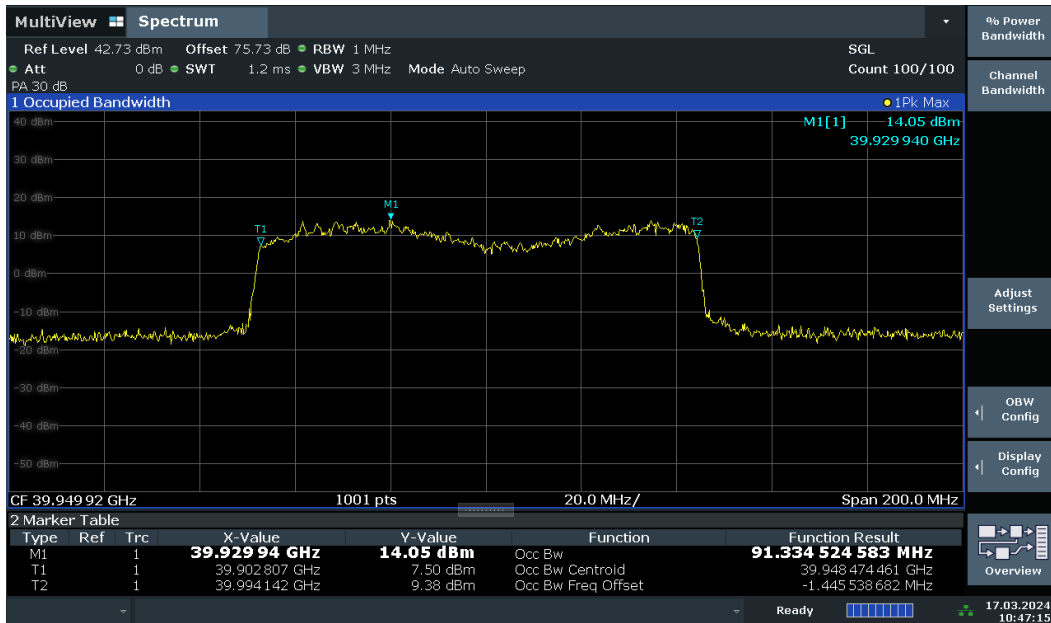 MultiView Spectrum
Ref Level 42.73 dBm Offset 75.73 dB RBW 1 MHz SGL
Att 0 dB SWT 1.2 ms VBW 3 MHz Mode Auto Sweep Count 100/100
PA 30 dB
1 Occupied Bandwidth 1Pk Max
40 dBm M1[1] 14.05 dBm
39.929 940 GHz
30 dBm
20 dBm
M1
T1
T2
10 dBm
0 dBm
-10 dBm
-20 dBm
-30 dBm
-40 dBm
-50 dBm
CF 39.949 92 GHz 1001 pts 20.0 MHz/ Span 200.0 MHz
2 Marker Table
Type Ref Trc X-Value Y-Value Function Function Result
M1 1 39.929 94 GHz 14.05 dBm Occ Bw 91.334 524 583 MHz
T1 1 39.902 807 GHz 7.50 dBm Occ Bw Centroid 39.948 474 461 GHz
T2 1 39.994 142 GHz 9.38 dBm Occ Bw Freq Offset -1.445 538 682 MHz
% Power
Bandwidth
Channel
Bandwidth
Adjust
Settings
OBW
Config
Display
Config
Overview
Ready
17.03.2024
10:47:15